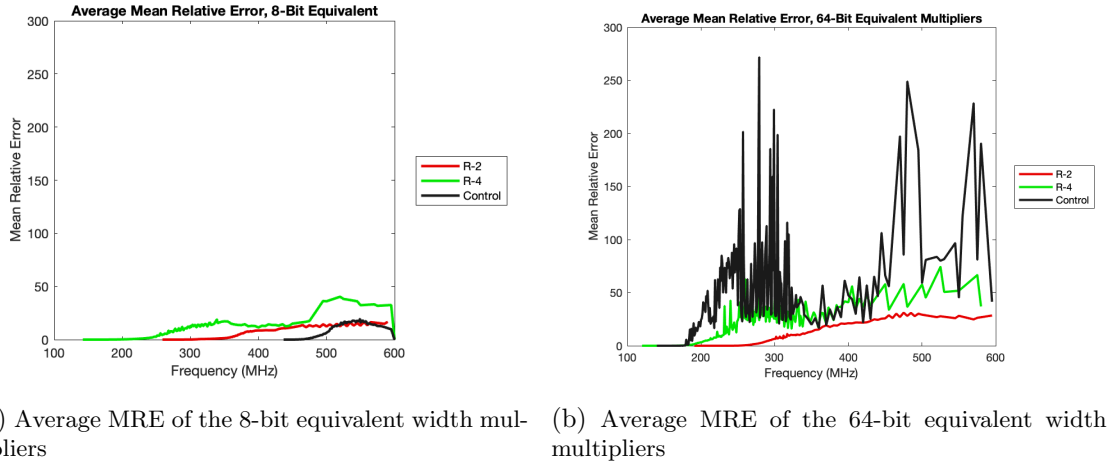 Average Mean Relative Error, 8-Bit Equivalent
300
250
200
150
100
50
0
Mean Relative Error
100 200 300 400 500 600
Frequency (MHz)
R-2
R-4
Control
Average Mean Relative Error, 64-Bit Equivalent Multipliers
300
250
200
150
100
50
0
Mean Relative Error
100 200 300 400 500 600
Frequency (MHz)
R-2
R-4
Control
) Average MRE of the 8-bit equivalent width mul-
pliers
(b) Average MRE of the 64-bit equivalent width
multipliers